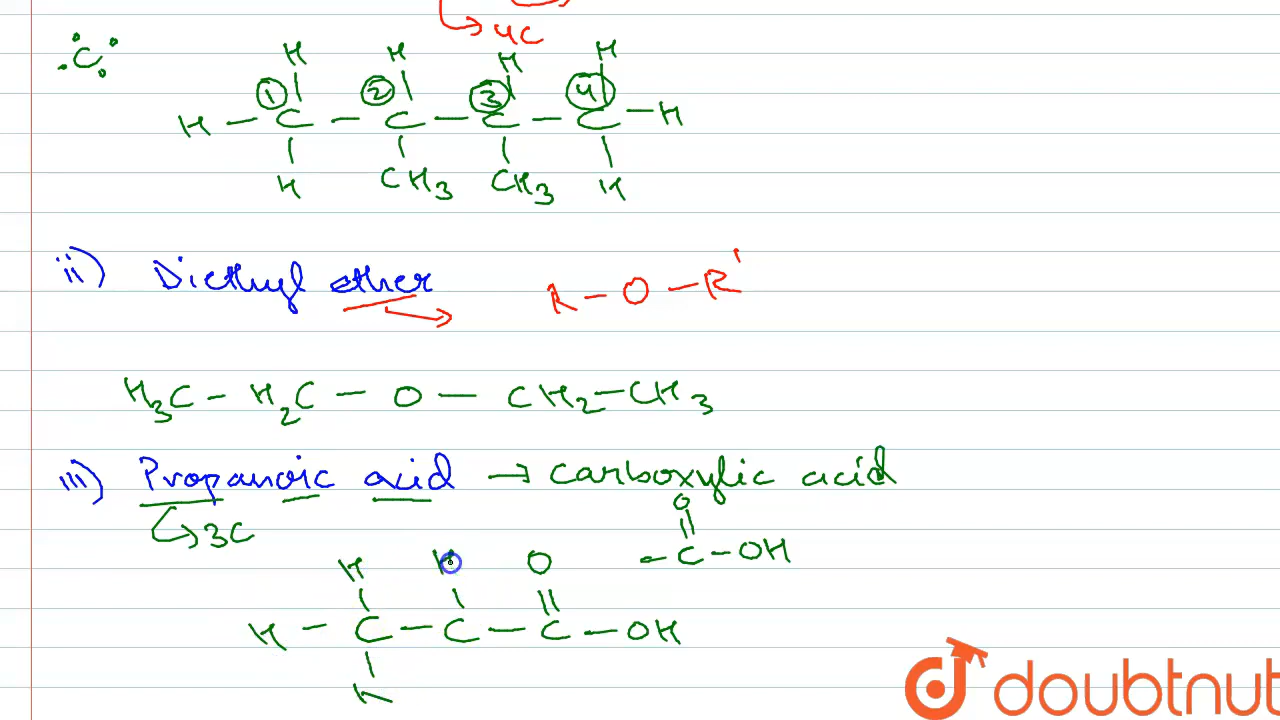 4C
C
H H H H
① ② ③ ④
H - C - C - C - C - H
H CH3 CH3 H
ii) Diethyl ether R - O - R'
H3C - H2C - O - CH2 - CH3
iii) Propanoic acid → carboxylic acid
↳ 3C
O
- C - OH
H H O
H - C - C - C - OH
doubtnut